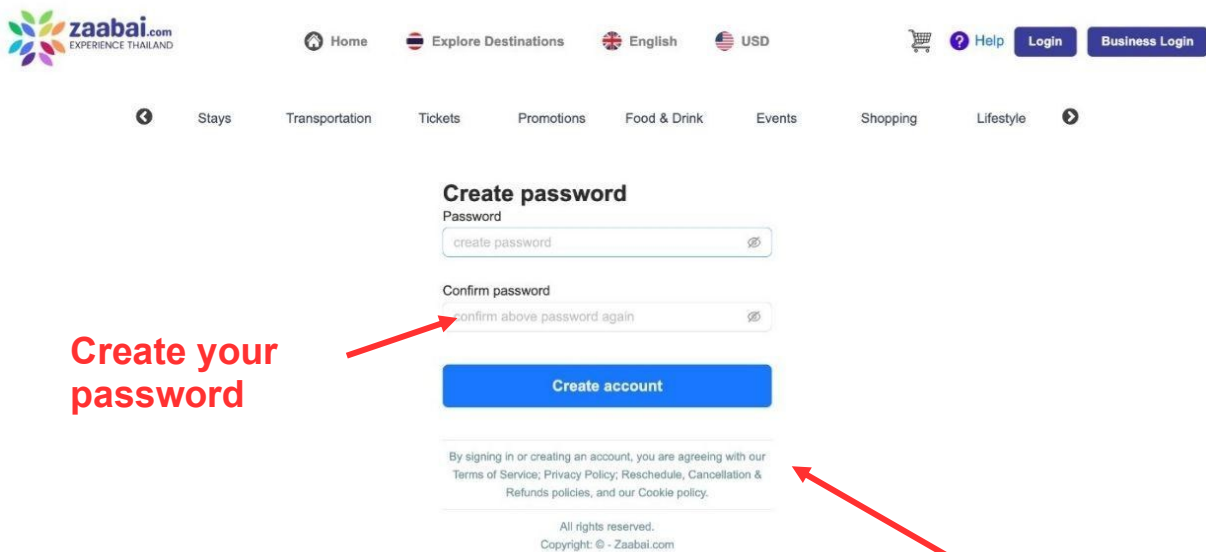 zaabai.com
EXPERIENCE THAILAND
Home Explore Destinations English USD Help Login Business Login
Stays Transportation Tickets Promotions Food & Drink Events Shopping Lifestyle
Create password
Password
create password
Confirm password
confirm above password again
Create your
password
Create account
By signing in or creating an account, you are agreeing with our
Terms of Service; Privacy Policy; Reschedule, Cancellation &
Refunds policies, and our Cookie policy.
All rights reserved.
Copyright: © - Zaabai.com